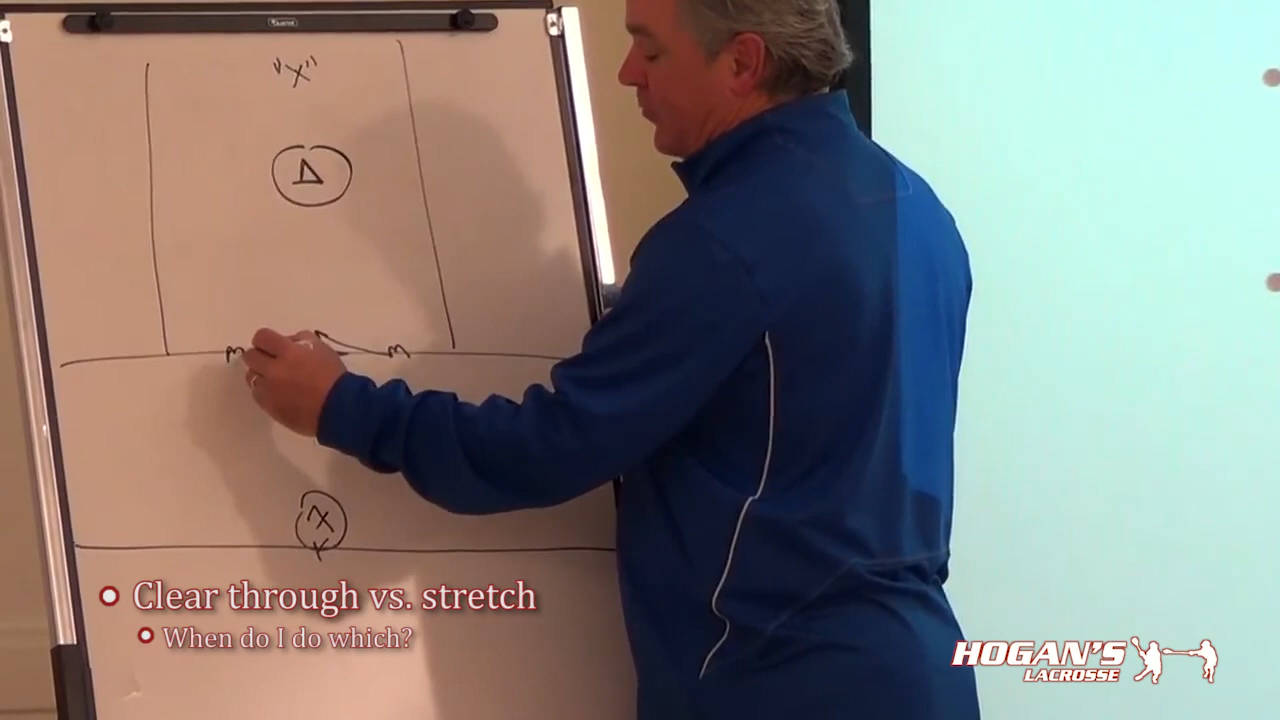 "X"
Δ
m
m
X
X
Clear through vs. stretch
When do I do which?
HOGAN'S
LACROSSE